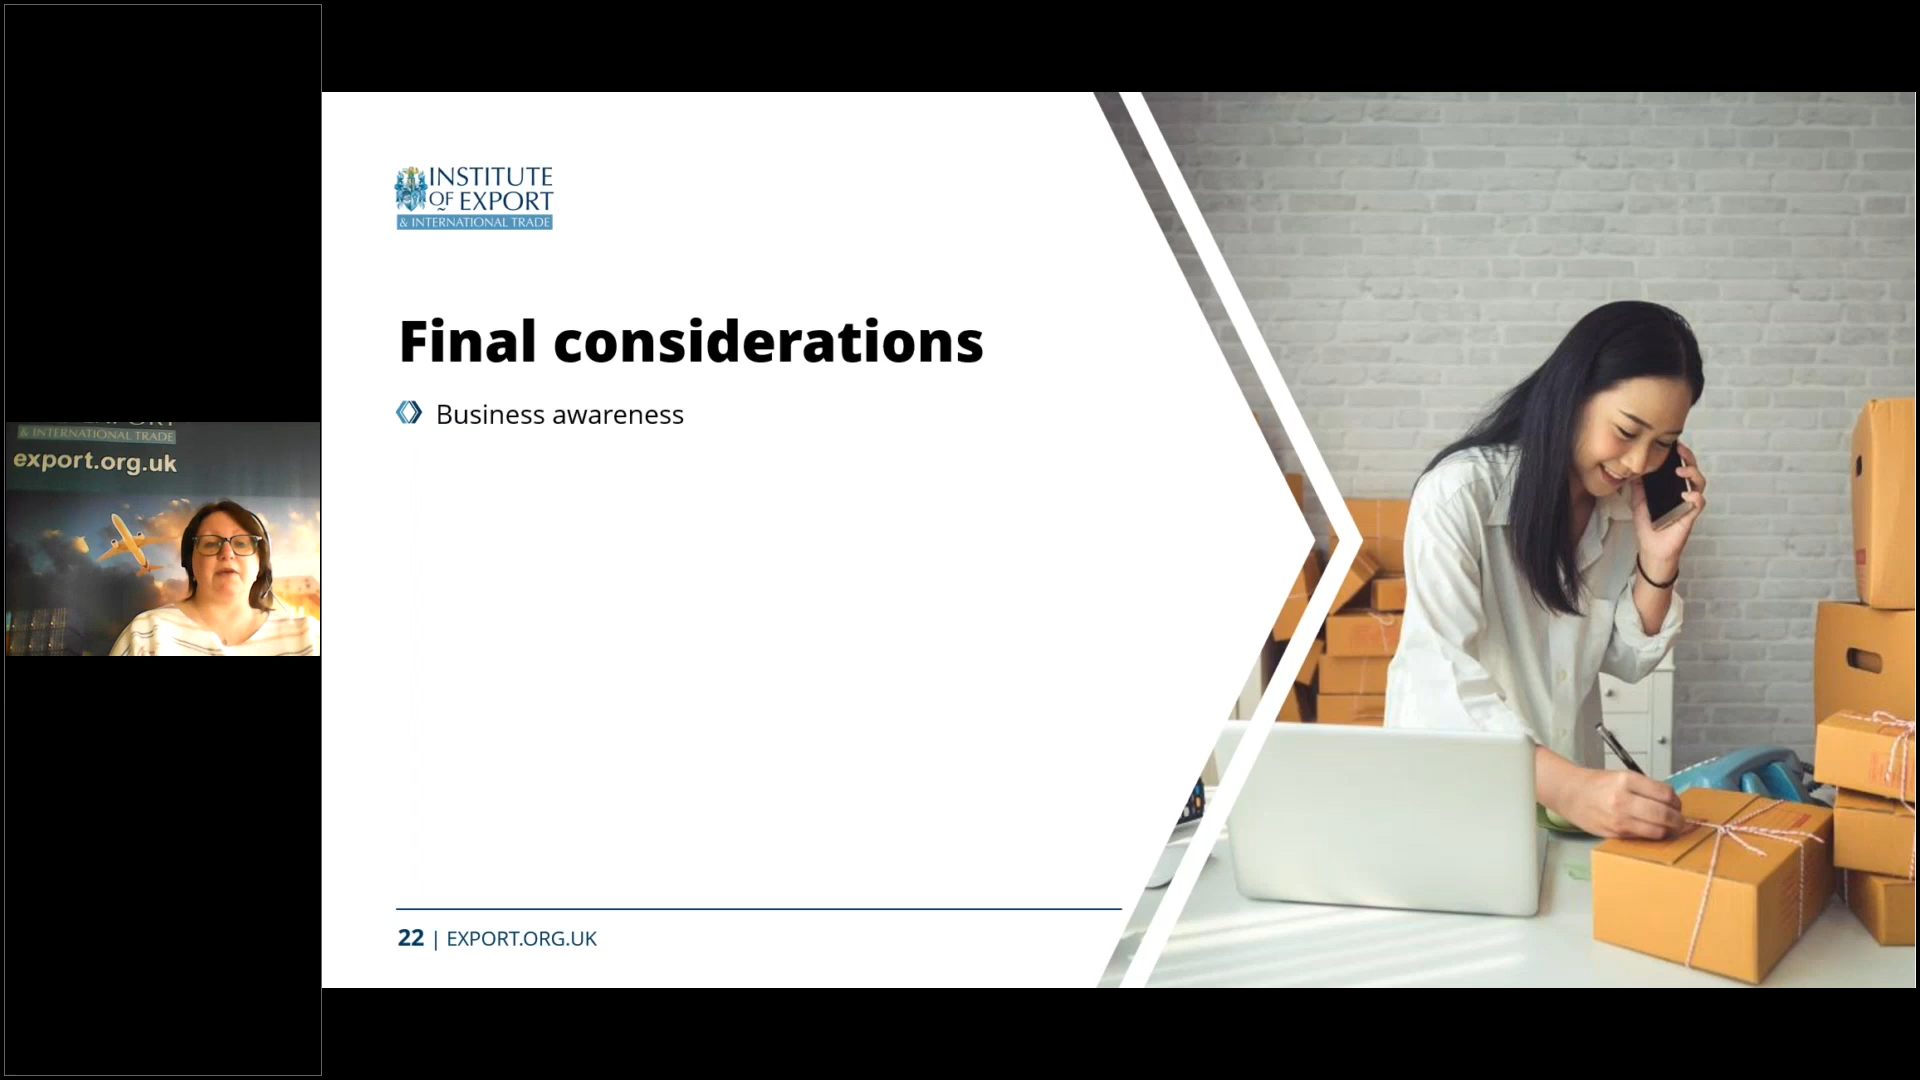 & INTERNATIONAL TRADE
export.org.uk
INSTITUTE
OF EXPORT
& INTERNATIONAL TRADE
Final considerations
Business awareness
22 | EXPORT.ORG.UK